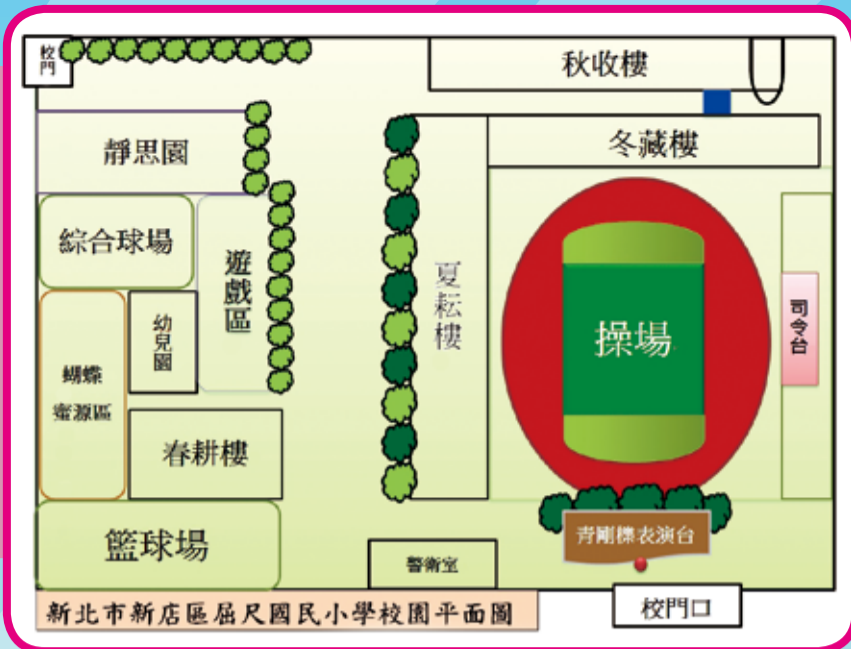 校門
秋收樓
靜思園
冬藏樓
綜合球場
遊戲區
夏耘樓
操場
司令台
幼兒園
蝴蝶
蜜源區
春耕樓
籃球場
青剛櫟表演台
警衛室
校門口
新北市新店區屈尺國民小學校園平面圖